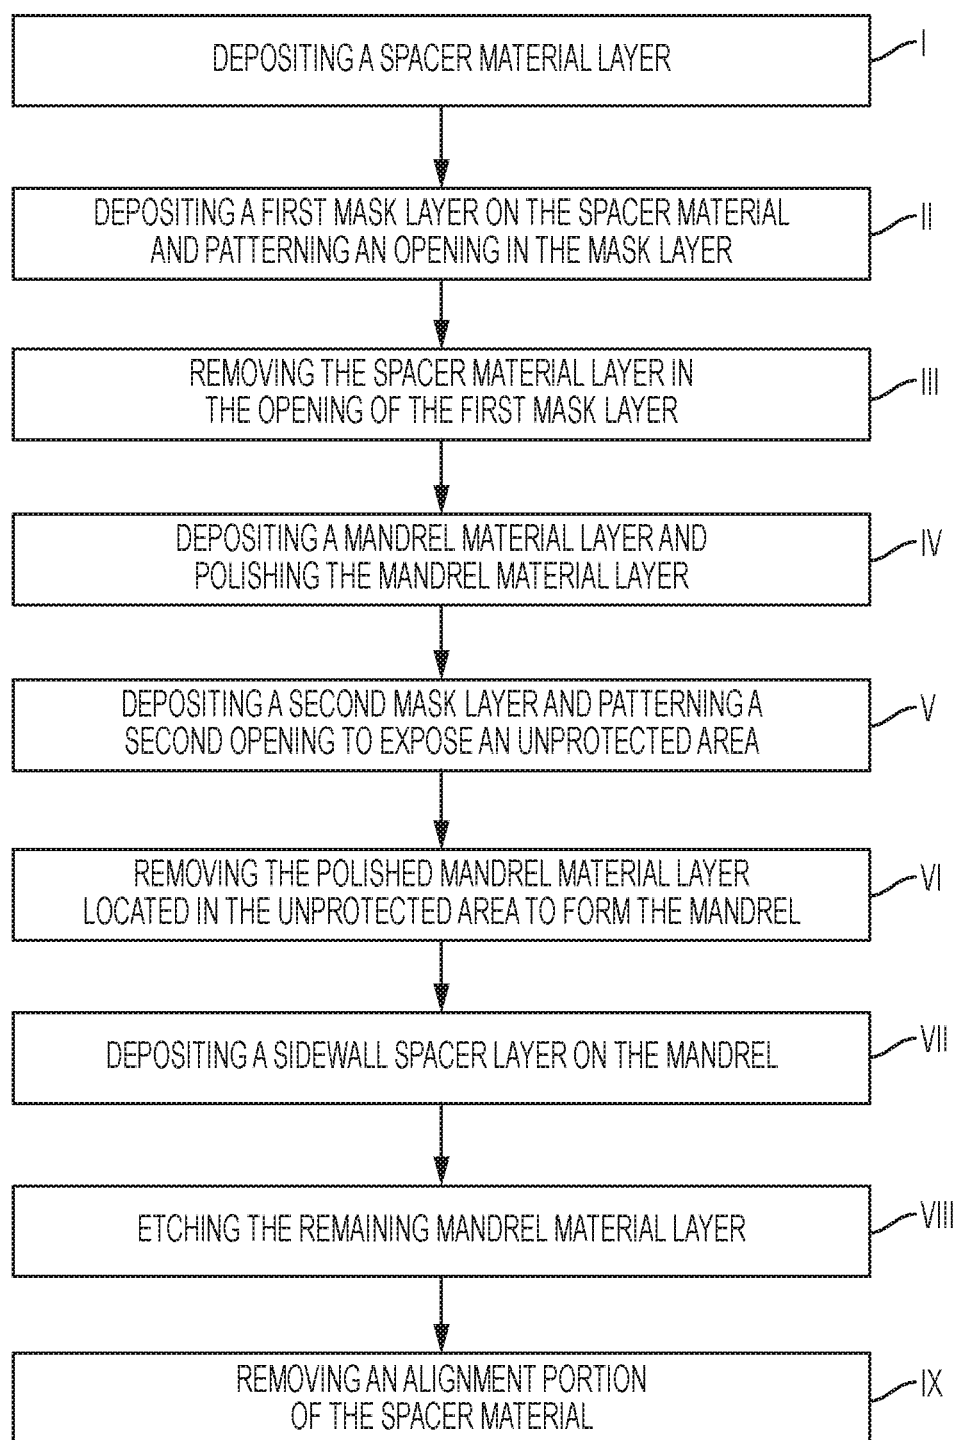 DEPOSITING A SPACER MATERIAL LAYER
I
DEPOSITING A FIRST MASK LAYER ON THE SPACER MATERIAL
AND PATTERNING AN OPENING IN THE MASK LAYER
II
REMOVING THE SPACER MATERIAL LAYER IN
THE OPENING OF THE FIRST MASK LAYER
III
DEPOSITING A MANDREL MATERIAL LAYER AND
POLISHING THE MANDREL MATERIAL LAYER
IV
DEPOSITING A SECOND MASK LAYER AND PATTERNING A
SECOND OPENING TO EXPOSE AN UNPROTECTED AREA
V
REMOVING THE POLISHED MANDREL MATERIAL LAYER
LOCATED IN THE UNPROTECTED AREA TO FORM THE MANDREL
VI
DEPOSITING A SIDEWALL SPACER LAYER ON THE MANDREL
VII
ETCHING THE REMAINING MANDREL MATERIAL LAYER
VIII
REMOVING AN ALIGNMENT PORTION
OF THE SPACER MATERIAL
IX